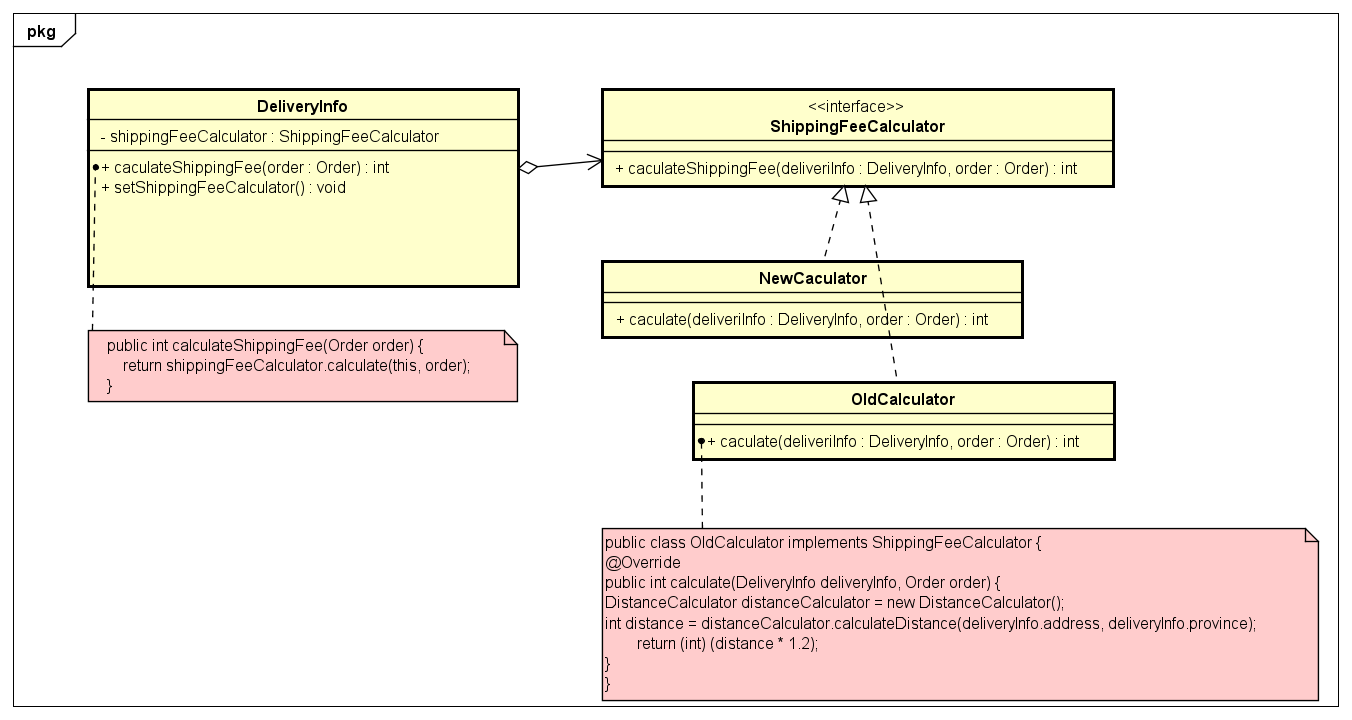 pkg
DeliveryInfo
- shippingFeeCalculator : ShippingFeeCalculator
+ caculateShippingFee(order : Order) : int
+ setShippingFeeCalculator() : void
<<interface>>
ShippingFeeCalculator
+ caculateShippingFee(deliveriInfo : DeliveryInfo, order : Order) : int
NewCaculator
+ caculate(deliveriInfo : DeliveryInfo, order : Order) : int
public int calculateShippingFee(Order order) {
return shippingFeeCalculator.calculate(this, order);
}
OldCalculator
+ caculate(deliveriInfo : DeliveryInfo, order : Order) : int
public class OldCalculator implements ShippingFeeCalculator {
@Override
public int calculate(DeliveryInfo deliveryInfo, Order order) {
DistanceCalculator distanceCalculator = new DistanceCalculator();
int distance = distanceCalculator.calculateDistance(deliveryInfo.address, deliveryInfo.province);
return (int) (distance * 1.2);
}
}